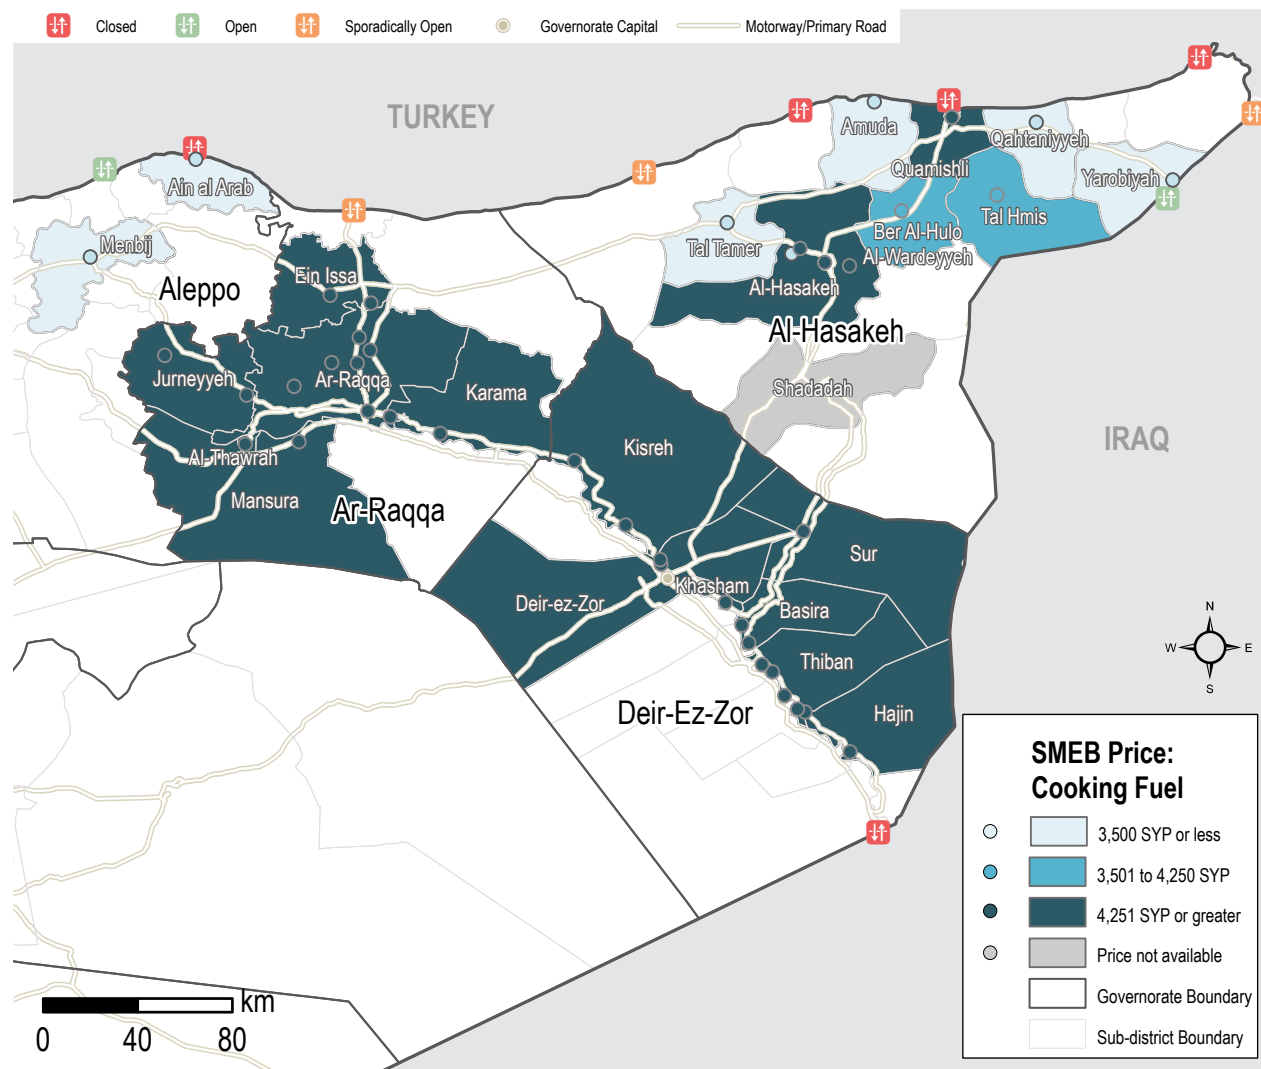 Closed
Open
Sporadically Open
Governorate Capital
Motorway/Primary Road
TURKEY
Amuda
Qahtaniyyeh
Quamishli
Yarobiyah
Ain al Arab
Tal Hmis
Ber Al-Hulo
Al-Wardeyyeh
Menbij
Tal Tamer
Ein Issa
Aleppo
Al-Hasakeh
Al-Hasakeh
Jurneyyeh
Ar-Raqqa
Karama
Shadadah
IRAQ
Kisreh
Al-Thawrah
Mansura
Ar-Raqqa
Sur
Khasham
Deir-ez-Zor
Basira
Thiban
Deir-Ez-Zor
Hajin
N
W
E
S
SMEB Price:
Cooking Fuel
3,500 SYP or less
3,501 to 4,250 SYP
4,251 SYP or greater
Price not available
Governorate Boundary
Sub-district Boundary
km
0 40 80